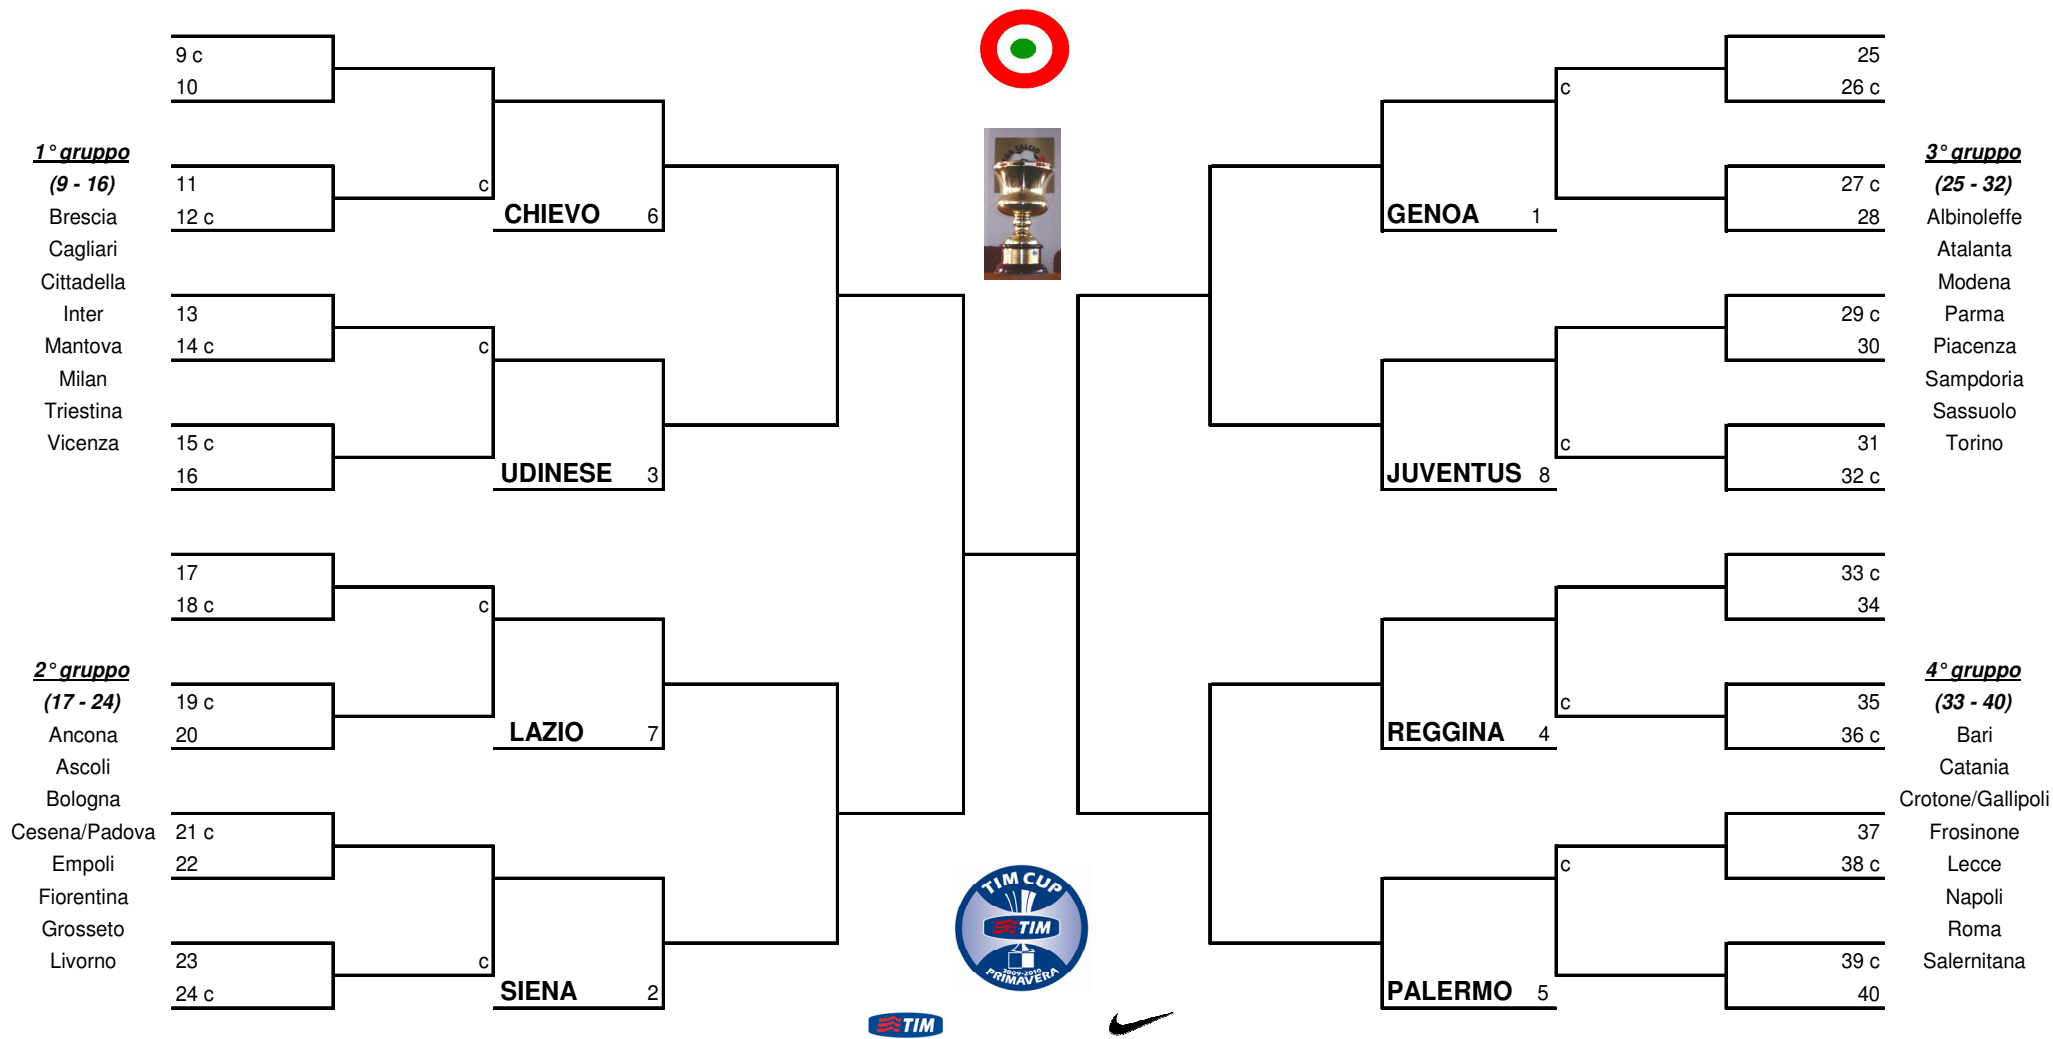 9 c
10
1° gruppo
(9 - 16)
Brescia
Cagliari
Cittadella
Inter
Mantova
Milan
Triestina
Vicenza
11
12 c
c
CHIEVO 6
13
14 c
c
15 c
16
UDINESE 3
17
18 c
c
2° gruppo
(17 - 24)
Ancona
Ascoli
Bologna
Cesena/Padova
Empoli
Fiorentina
Grosseto
Livorno
19 c
20
LAZIO 7
21 c
22
23
24 c
c
SIENA 2
TIM CUP
TIM
2009-2010
PRIMAVERA
TIM
25
26 c
c
GENOA 1
27 c
28
3° gruppo
(25 - 32)
Albinoleffe
Atalanta
Modena
Parma
Piacenza
Sampdoria
Sassuolo
Torino
29 c
30
c
31
32 c
JUVENTUS 8
33 c
34
c
35
36 c
REGGINA 4
4° gruppo
(33 - 40)
Bari
Catania
Crotone/Gallipoli
Frosinone
Lecce
Napoli
Roma
Salernitana
c
37
38 c
39 c
40
PALERMO 5